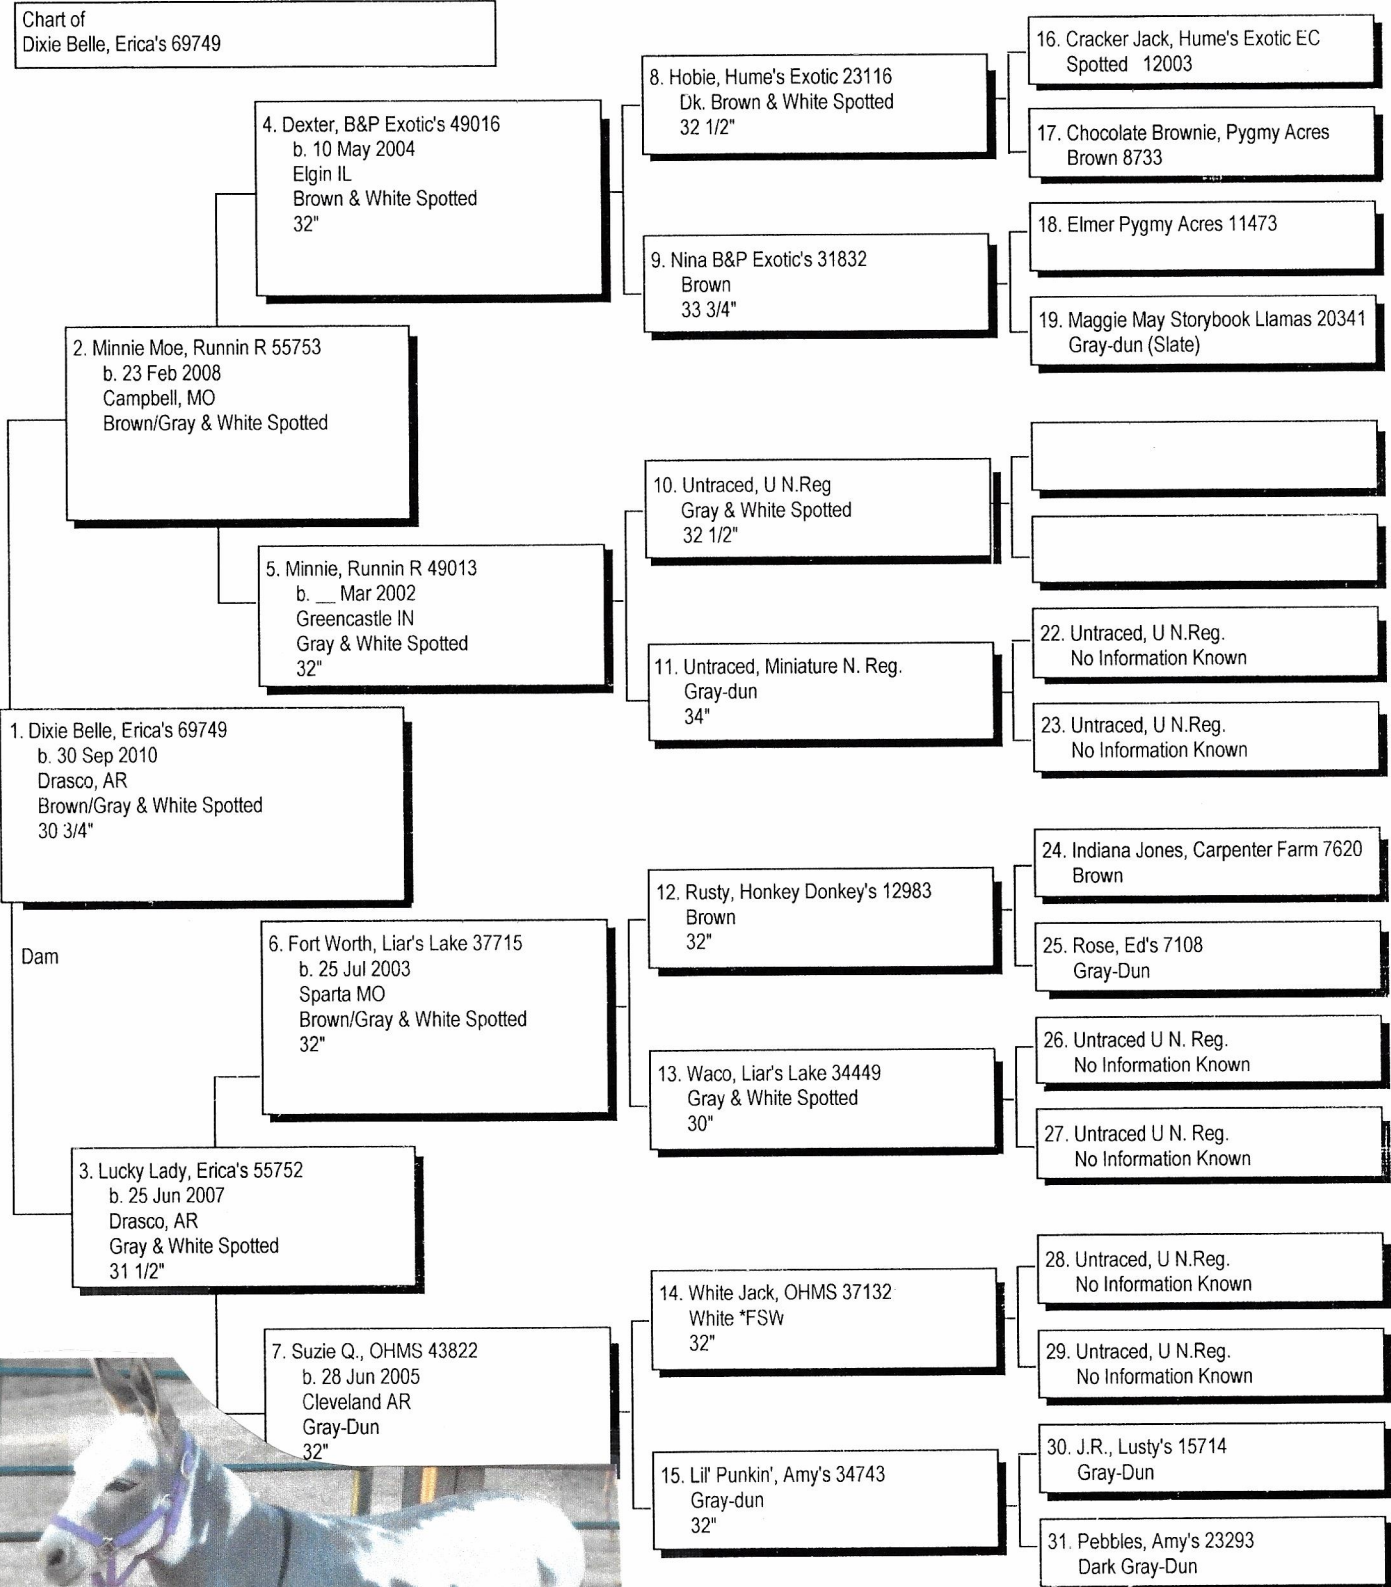 Chart of
Dixie Belle, Erica's 69749
1. Dixie Belle, Erica's 69749
b. 30 Sep 2010
Drasco, AR
Brown/Gray & White Spotted
30 3/4"
Dam
2. Minnie Moe, Runnin R 55753
b. 23 Feb 2008
Campbell, MO
Brown/Gray & White Spotted
3. Lucky Lady, Erica's 55752
b. 25 Jun 2007
Drasco, AR
Gray & White Spotted
31 1/2"
4. Dexter, B&P Exotic's 49016
b. 10 May 2004
Elgin IL
Brown & White Spotted
32"
5. Minnie, Runnin R 49013
b. __ Mar 2002
Greencastle IN
Gray & White Spotted
32"
6. Fort Worth, Liar's Lake 37715
b. 25 Jul 2003
Sparta MO
Brown/Gray & White Spotted
32"
7. Suzie Q., OHMS 43822
b. 28 Jun 2005
Cleveland AR
Gray-Dun
32"
8. Hobie, Hume's Exotic 23116
Dk. Brown & White Spotted
32 1/2"
9. Nina B&P Exotic's 31832
Brown
33 3/4"
10. Untraced, U N.Reg
Gray & White Spotted
32 1/2"
11. Untraced, Miniature N. Reg.
Gray-dun
34"
12. Rusty, Honkey Donkey's 12983
Brown
32"
13. Waco, Liar's Lake 34449
Gray & White Spotted
30"
14. White Jack, OHMS 37132
White *FSW
32"
15. Lil' Punkin', Amy's 34743
Gray-dun
32"
16. Cracker Jack, Hume's Exotic EC
Spotted 12003
17. Chocolate Brownie, Pygmy Acres
Brown 8733
18. Elmer Pygmy Acres 11473
19. Maggie May Storybook Llamas 20341
Gray-dun (Slate)
22. Untraced, U N.Reg.
No Information Known
23. Untraced, U N.Reg.
No Information Known
24. Indiana Jones, Carpenter Farm 7620
Brown
25. Rose, Ed's 7108
Gray-Dun
26. Untraced U N. Reg.
No Information Known
27. Untraced U N. Reg.
No Information Known
28. Untraced, U N.Reg.
No Information Known
29. Untraced, U N.Reg.
No Information Known
30. J.R., Lusty's 15714
Gray-Dun
31. Pebbles, Amy's 23293
Dark Gray-Dun